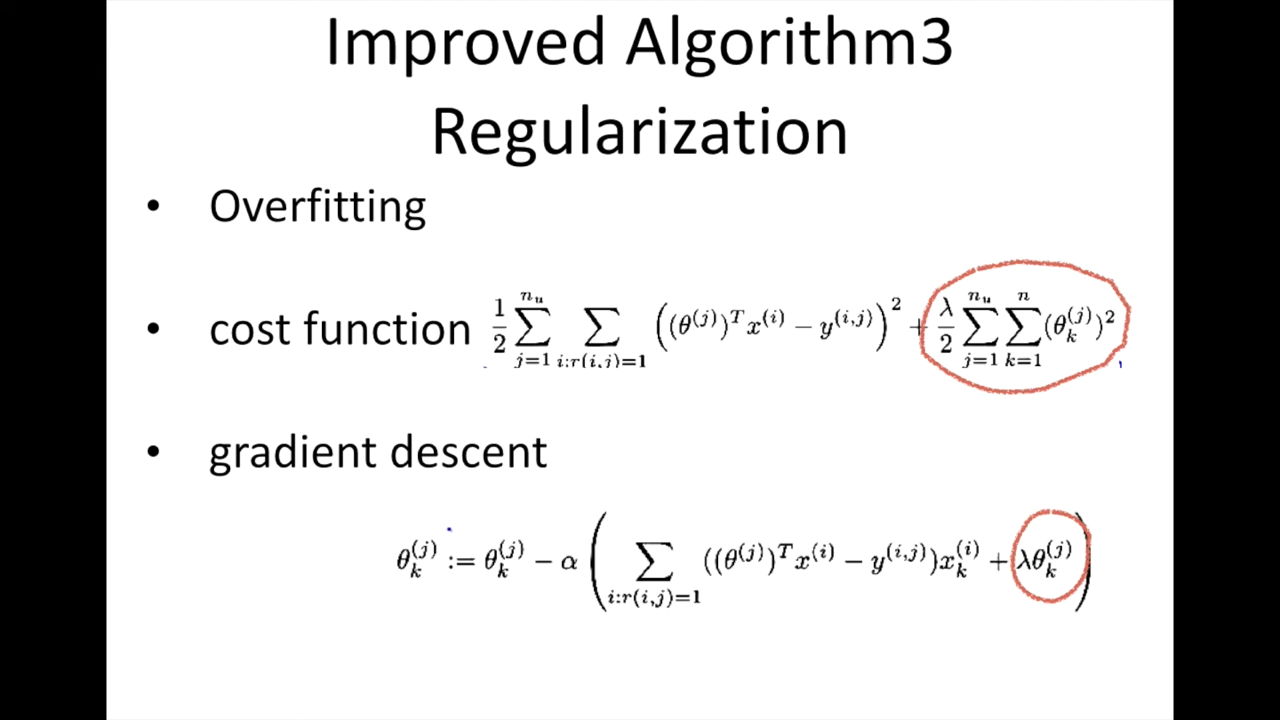 Improved Algorithm3
Regularization
• Overfitting
• cost function $\frac{1}{2}\sum_{j=1}^{n_u}\sum_{i:r(i,j)=1}\left((\theta^{(j)})^T x^{(i)} - y^{(i,j)}\right)^2 + \frac{\lambda}{2}\sum_{j=1}^{n_u}\sum_{k=1}^{n}(\theta_k^{(j)})^2$
• gradient descent
$\theta_k^{(j)} := \theta_k^{(j)} - \alpha\left(\sum_{i:r(i,j)=1}((\theta^{(j)})^T x^{(i)} - y^{(i,j)})x_k^{(i)} + \lambda\theta_k^{(j)}\right)$